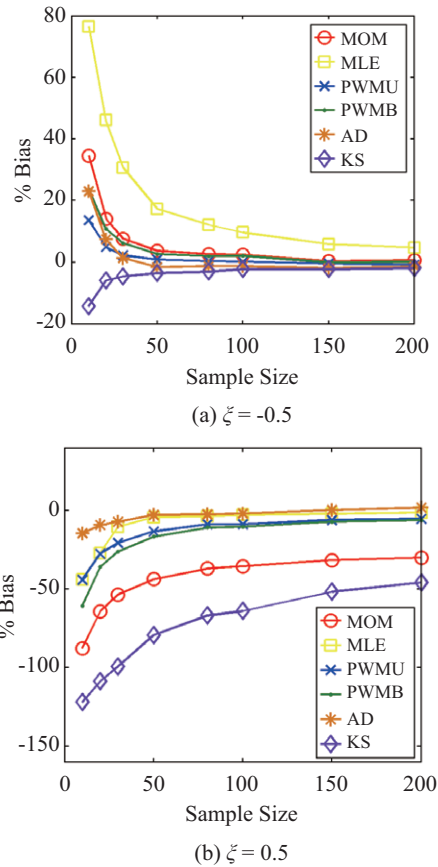 80
60
40
20
0
-20
% Bias
MOM
MLE
PWMU
PWMB
AD
KS
0 50 100 150 200
Sample Size
(a) ξ = -0.5
0
-50
-100
-150
% Bias
MOM
MLE
PWMU
PWMB
AD
KS
0 50 100 150 200
Sample Size
(b) ξ = 0.5